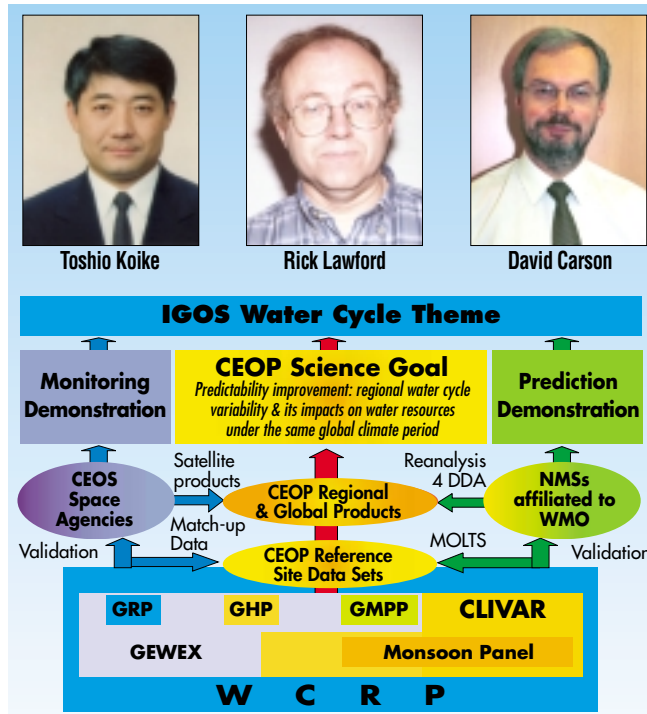 Toshio Koike
Rick Lawford
David Carson
IGOS Water Cycle Theme
Monitoring
Demonstration
CEOP Science Goal
Predictability improvement: regional water cycle
variability & its impacts on water resources
under the same global climate period
Prediction
Demonstration
CEOS
Space
Agencies
Satellite
products
CEOP Regional
& Global Products
Reanalysis
4 DDA
NMSs
affiliated to
WMO
Validation
Match-up
Data
CEOP Reference
Site Data Sets
MOLTS
Validation
GRP
GHP
GMPP
CLIVAR
GEWEX
Monsoon Panel
W C R P